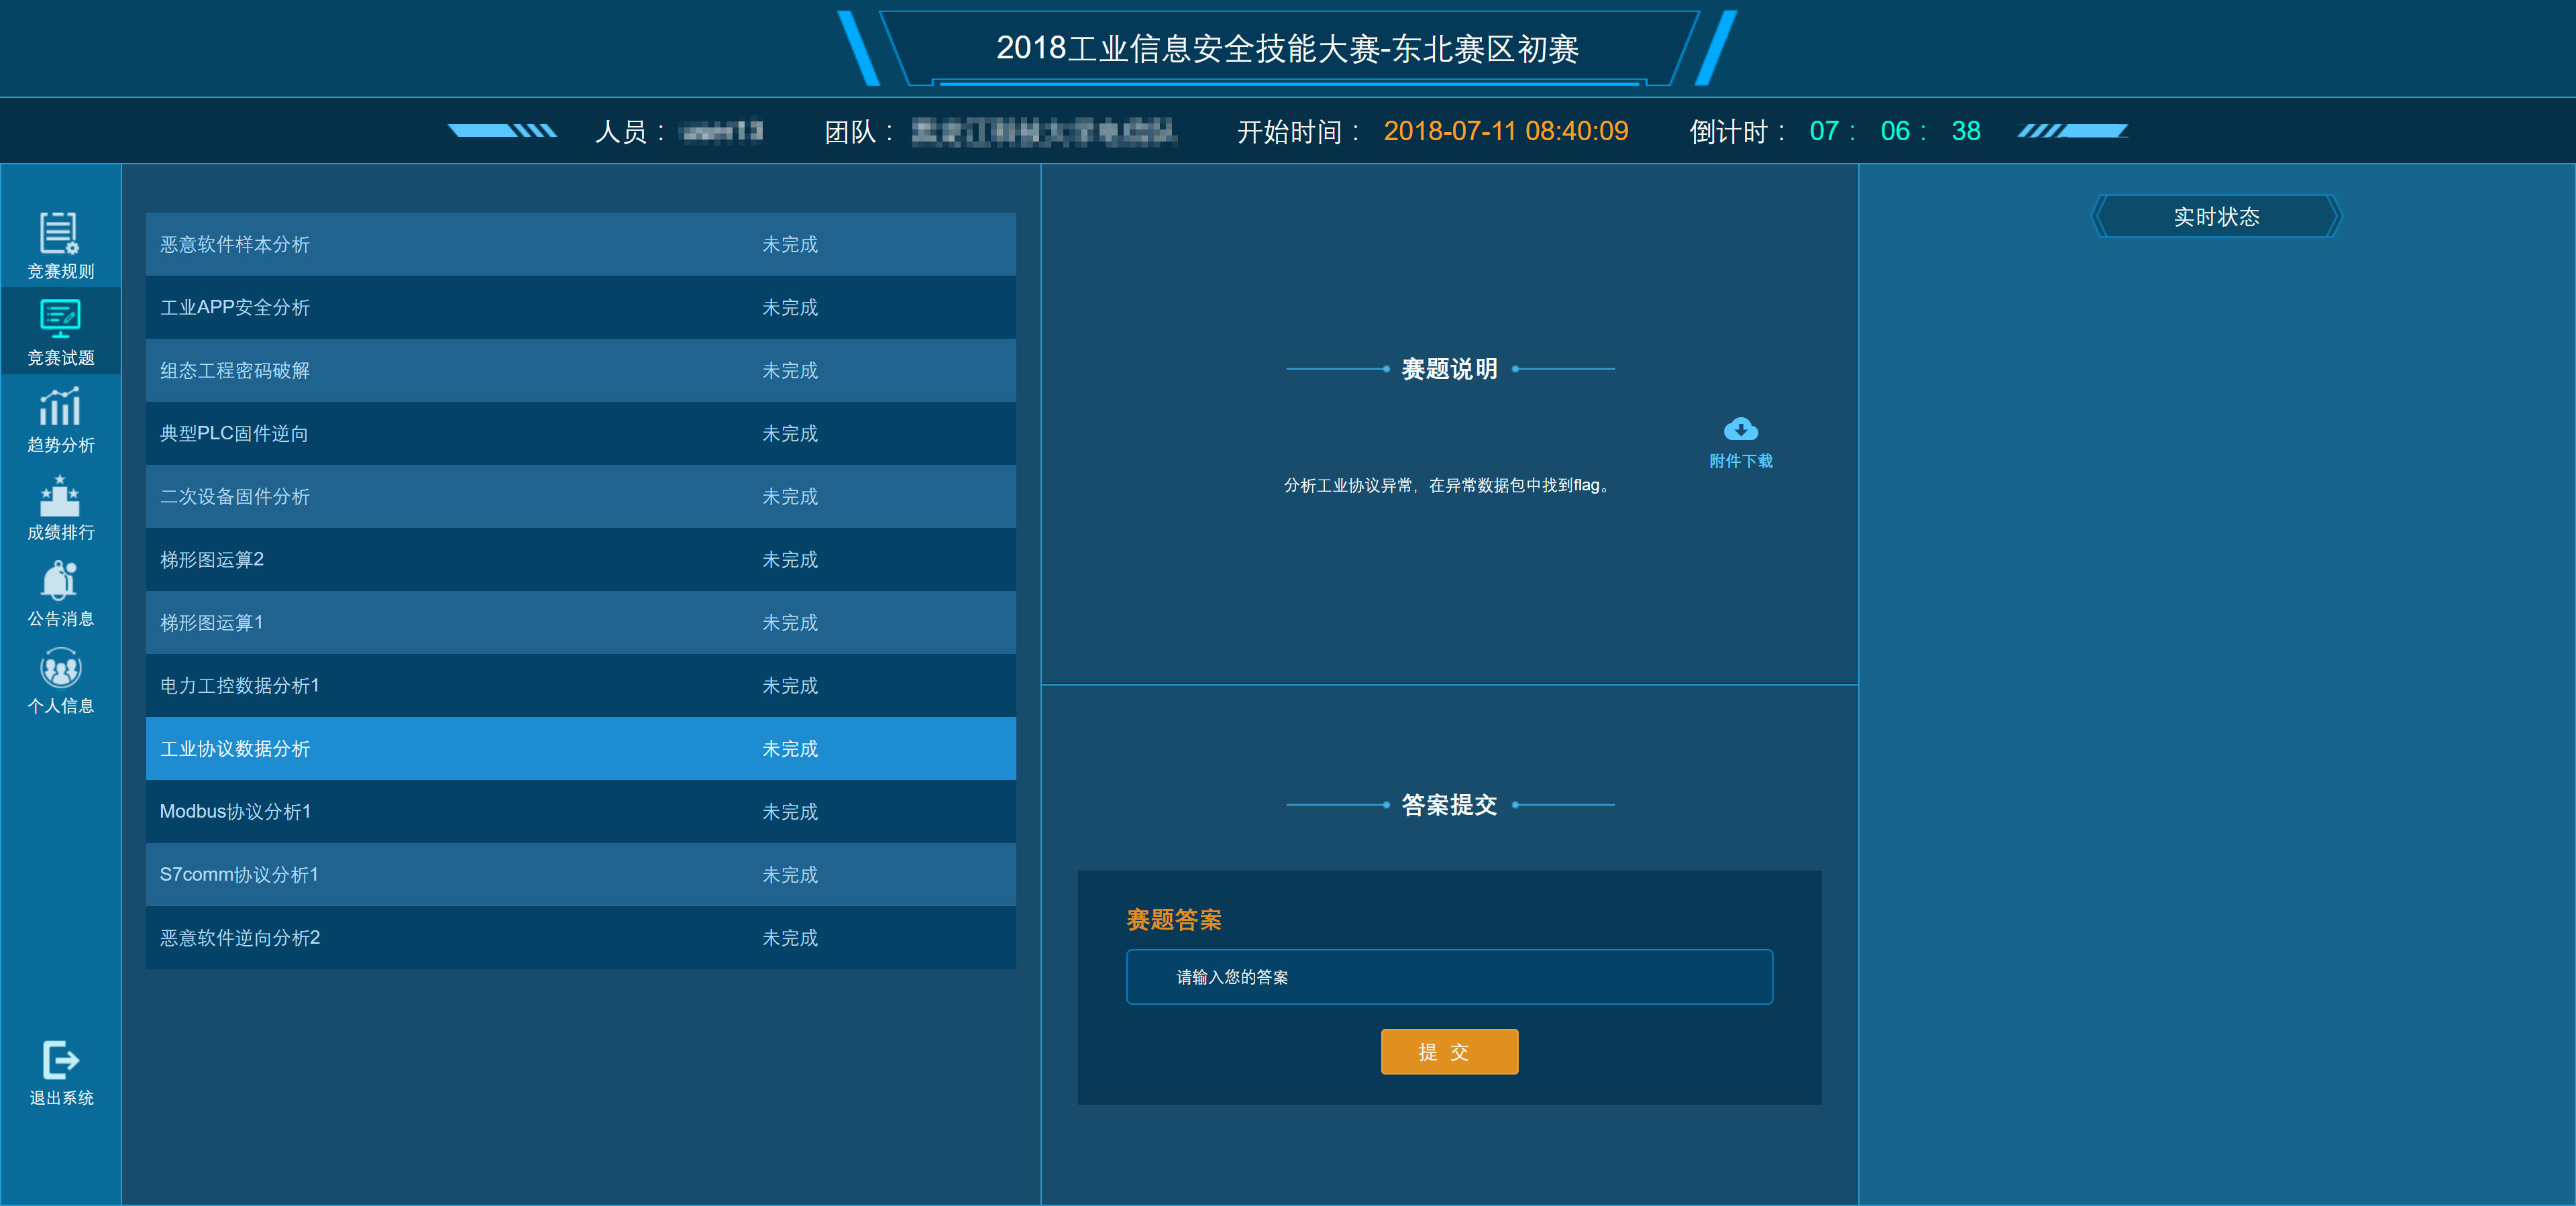 2018工业信息安全技能大赛-东北赛区初赛
人员： 团队： 开始时间： 2018-07-11 08:40:09 倒计时： 07： 06： 38
竞赛规则
竞赛试题
趋势分析
成绩排行
公告消息
个人信息
退出系统
恶意软件样本分析 未完成
工业APP安全分析 未完成
组态工程密码破解 未完成
典型PLC固件逆向 未完成
二次设备固件分析 未完成
梯形图运算2 未完成
梯形图运算1 未完成
电力工控数据分析1 未完成
工业协议数据分析 未完成
Modbus协议分析1 未完成
S7comm协议分析1 未完成
恶意软件逆向分析2 未完成
赛题说明
附件下载
分析工业协议异常，在异常数据包中找到flag。
答案提交
赛题答案
请输入您的答案
提 交
实时状态